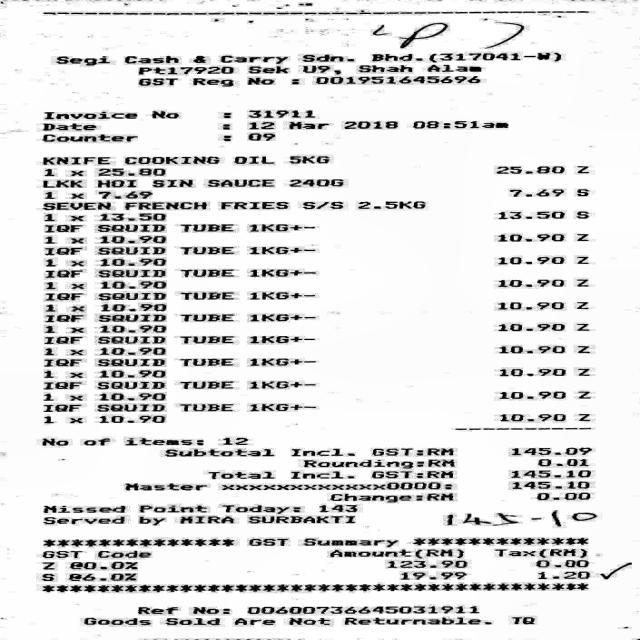 Segi Cash & Carry Sdn. Bhd.(317041-W)
Pt17920 Sek U9, Shah Alam
GST Reg No : 001951645696
Invoice No : 31911
Date : 12 Mar 2018 08:51am
Counter : 09
KNIFE COOKING OIL 5KG
1 x 25.80 25.80 Z
LKK HOI SIN SAUCE 240G
1 x 7.69 7.69 S
SEVEN FRENCH FRIES S/S 2.5KG
1 x 13.50 13.50 S
IQF SQUID TUBE 1KG+-
1 x 10.90 10.90 Z
IQF SQUID TUBE 1KG+-
1 x 10.90 10.90 Z
IQF SQUID TUBE 1KG+-
1 x 10.90 10.90 Z
IQF SQUID TUBE 1KG+-
1 x 10.90 10.90 Z
IQF SQUID TUBE 1KG+-
1 x 10.90 10.90 Z
IQF SQUID TUBE 1KG+-
1 x 10.90 10.90 Z
IQF SQUID TUBE 1KG+-
1 x 10.90 10.90 Z
IQF SQUID TUBE 1KG+-
1 x 10.90 10.90 Z
IQF SQUID TUBE 1KG+-
1 x 10.90 10.90 Z
No of items: 12
Subtotal Incl. GST:RM 145.09
Rounding:RM 0.01
Total Incl. GST:RM 145.10
Master xxxxxxxxxxxx0000: 145.10
Change:RM 0.00
Missed Point Today: 143
Served by MIRA SURBAKTI 145-10
************** GST Summary **************
GST Code Amount(RM) Tax(RM)
Z @0.0% 123.90 0.00
S @6.0% 19.99 1.20
Ref No: 00600736645031911
Goods Sold Are Not Returnable. TQ